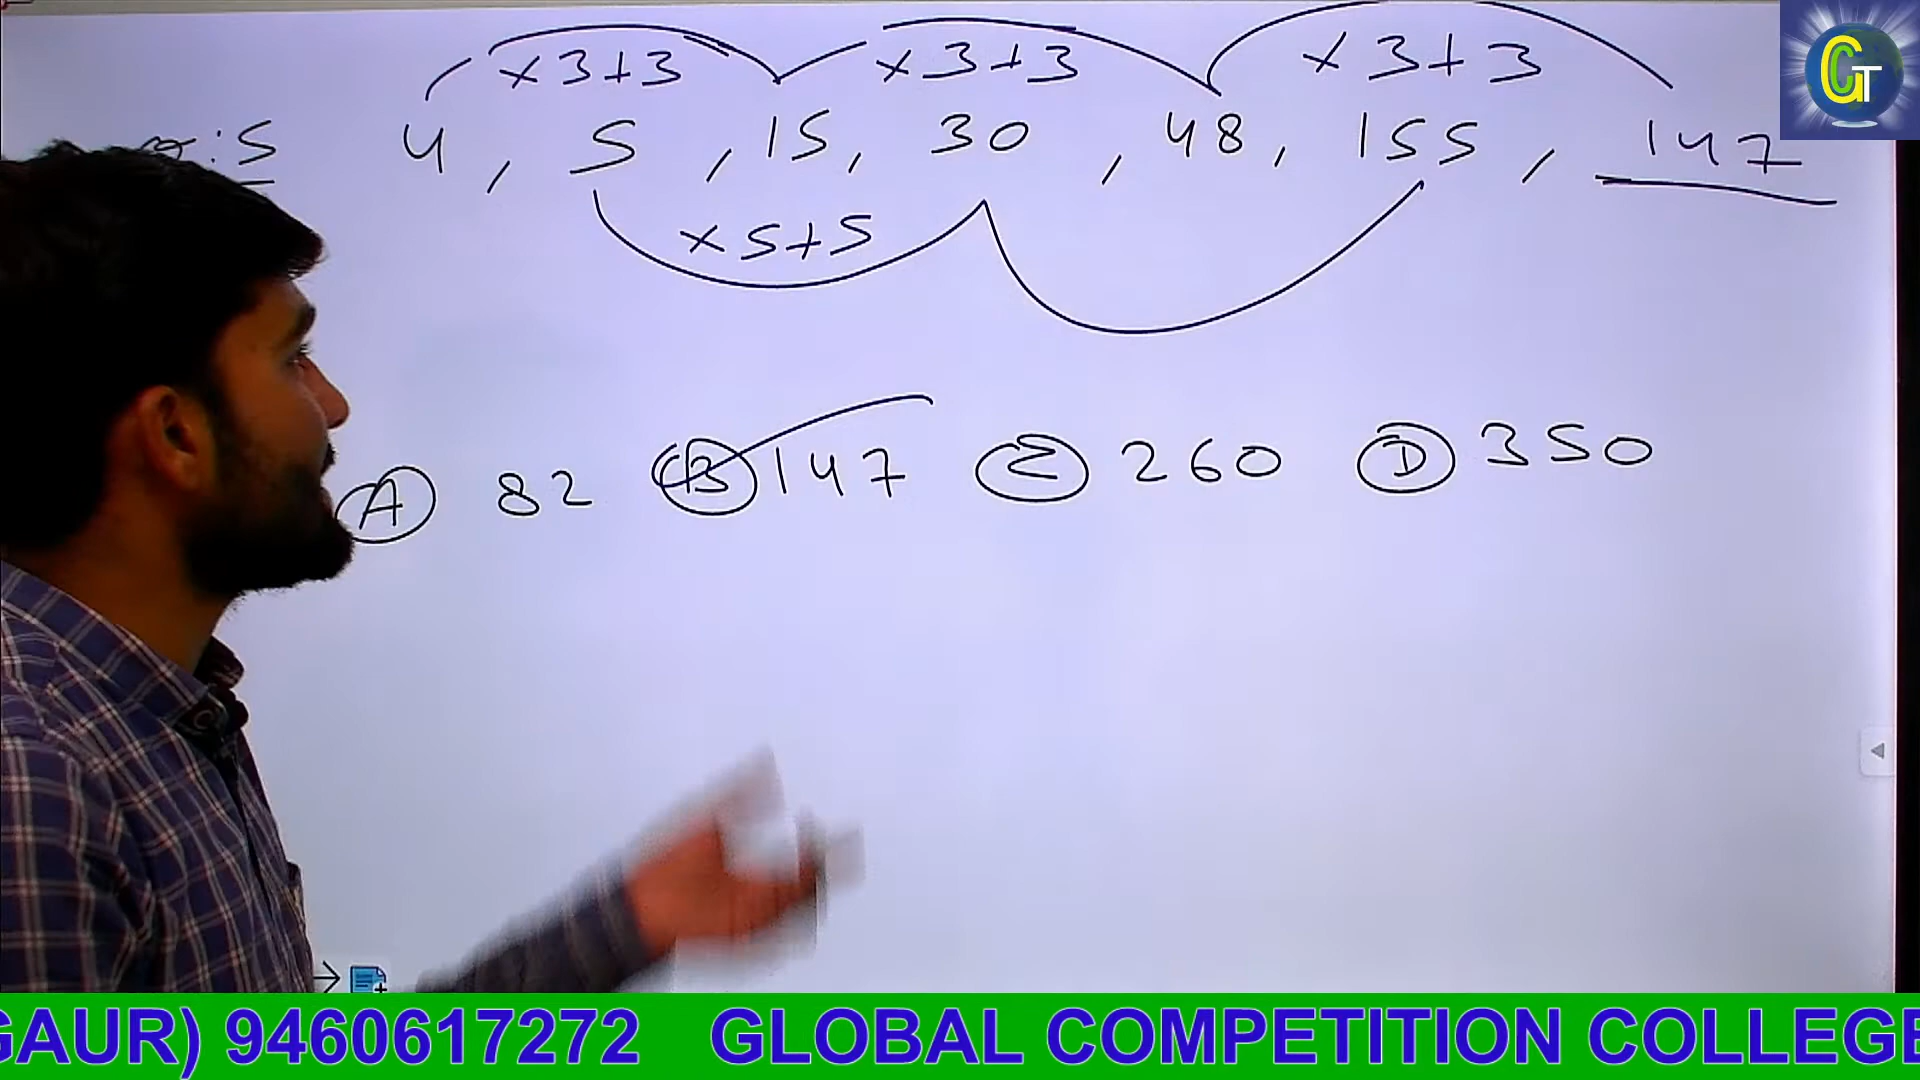 ×3+3 ×3+3 ×3+3
:5 4, 5, 15, 30, 48, 155, 147
×5+5
A 82 B 147 C 260 D 350
GAUR) 9460617272 GLOBAL COMPETITION COLLEGE
GT